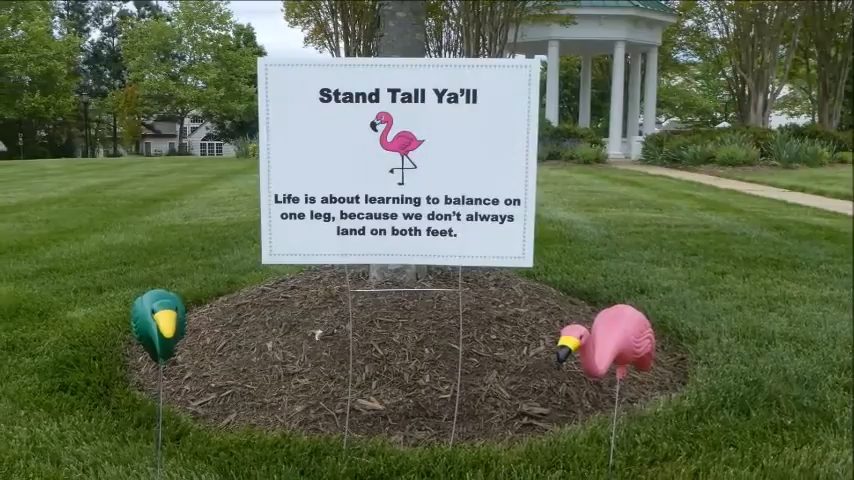 Stand Tall Ya'll
Life is about learning to balance on
one leg, because we don't always
land on both feet.